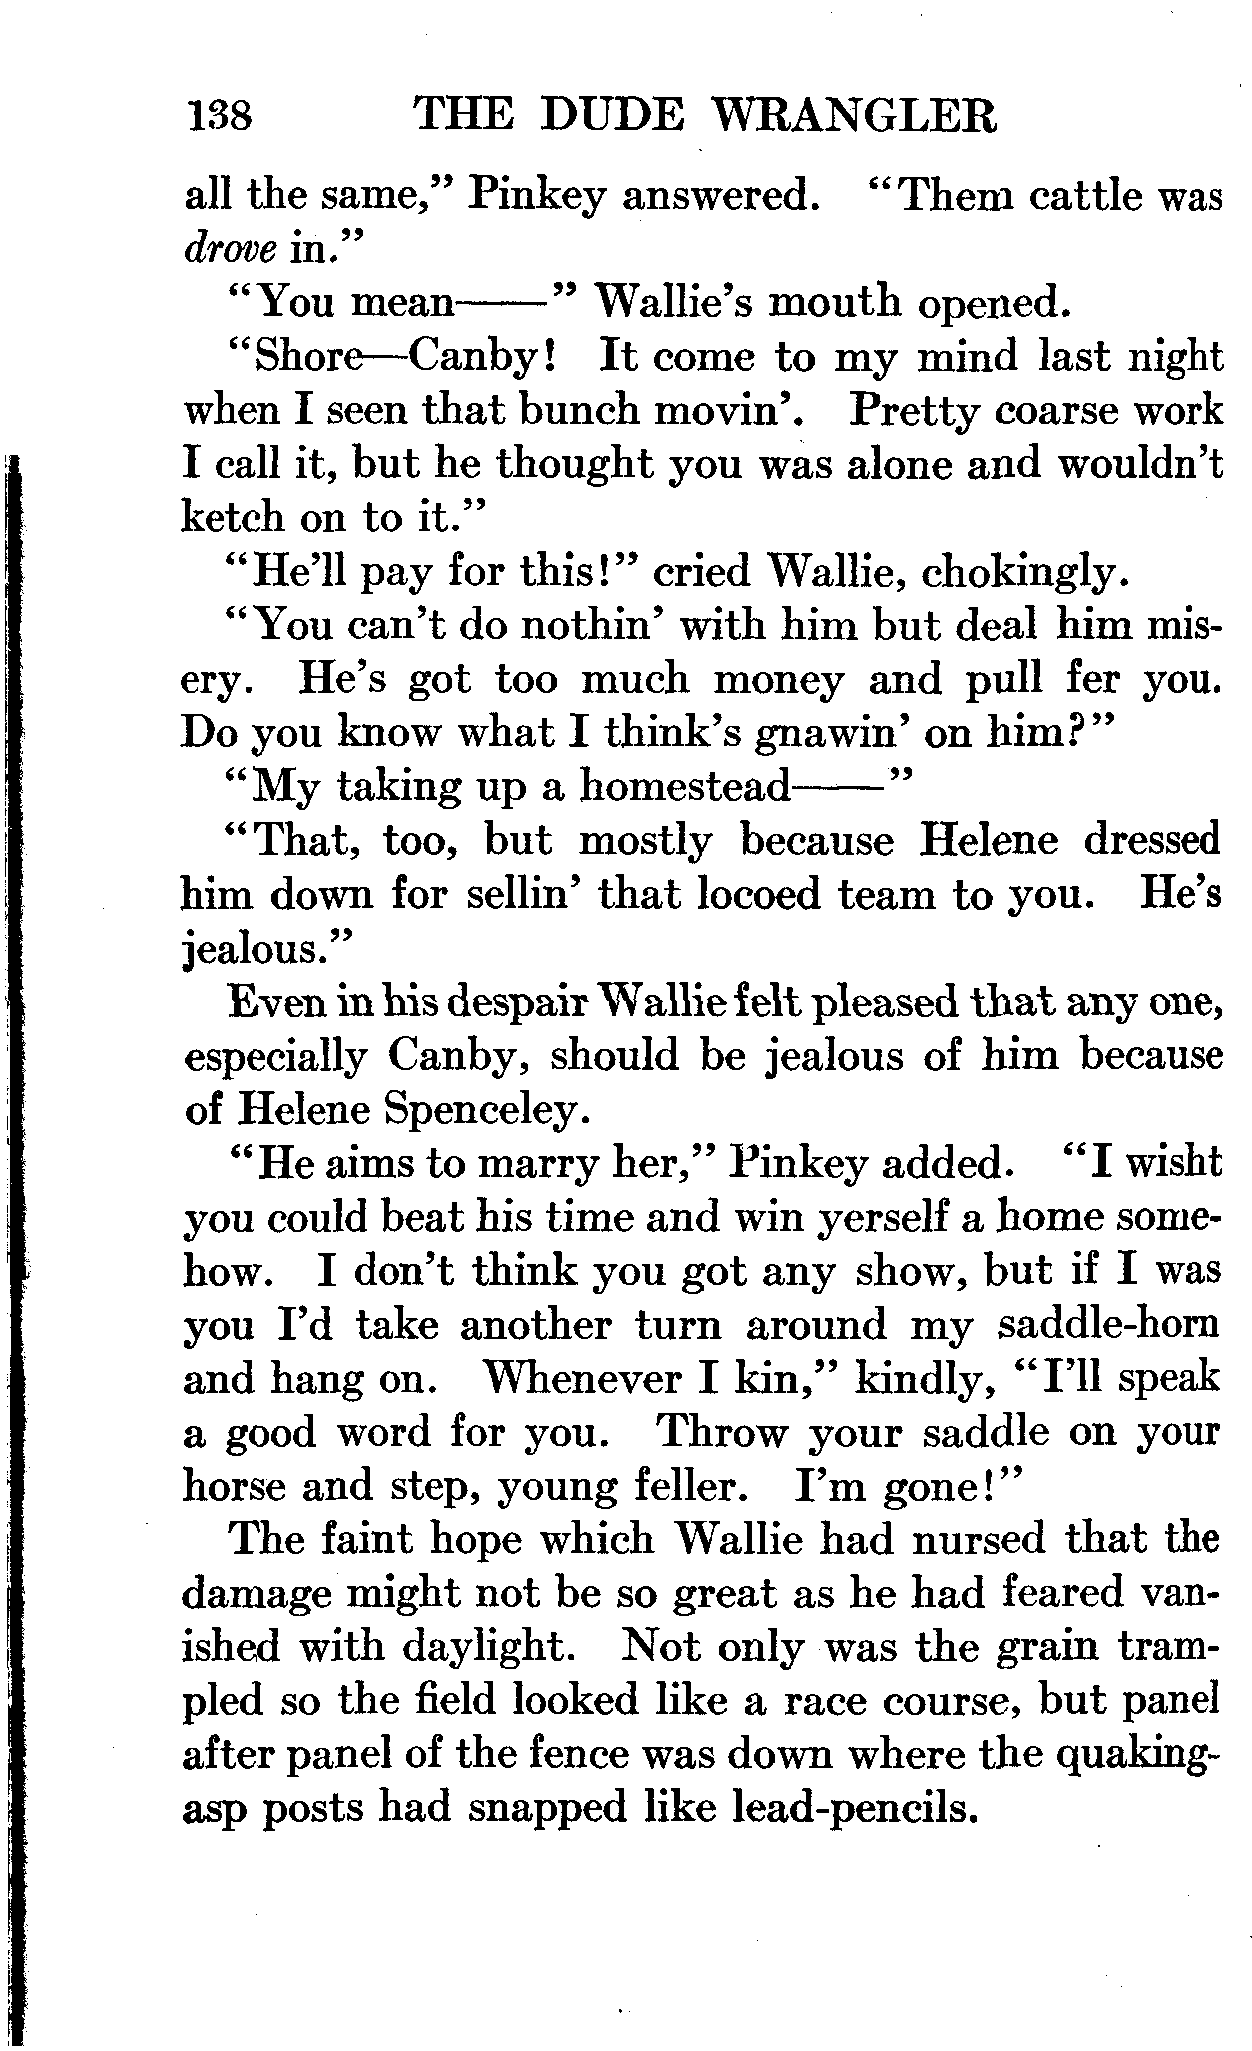 138 THE DUDE WRANGLER
all the same,” Pinkey answered. “Them cattle was
drove in.”
“You mean——” Wallie’s mouth opened.
“Shore—Canby! It come to my mind last night
when I seen that bunch movin’. Pretty coarse work
I call it, but he thought you was alone and wouldn’t
ketch on to it.”
“He’ll pay for this!” cried Wallie, chokingly.
“You can’t do nothin’ with him but deal him mis-
ery. He’s got too much money and pull fer you.
Do you know what I think’s gnawin’ on him?”
“My taking up a homestead——”
“That, too, but mostly because Helene dressed
him down for sellin’ that locoed team to you. He’s
jealous.”
Even in his despair Wallie felt pleased that any one,
especially Canby, should be jealous of him because
of Helene Spenceley.
“He aims to marry her,” Pinkey added. “I wisht
you could beat his time and win yerself a home some-
how. I don’t think you got any show, but if I was
you I’d take another turn around my saddle-horn
and hang on. Whenever I kin,” kindly, “I’ll speak
a good word for you. Throw your saddle on your
horse and step, young feller. I’m gone!”
The faint hope which Wallie had nursed that the
damage might not be so great as he had feared van-
ished with daylight. Not only was the grain tram-
pled so the field looked like a race course, but panel
after panel of the fence was down where the quaking-
asp posts had snapped like lead-pencils.